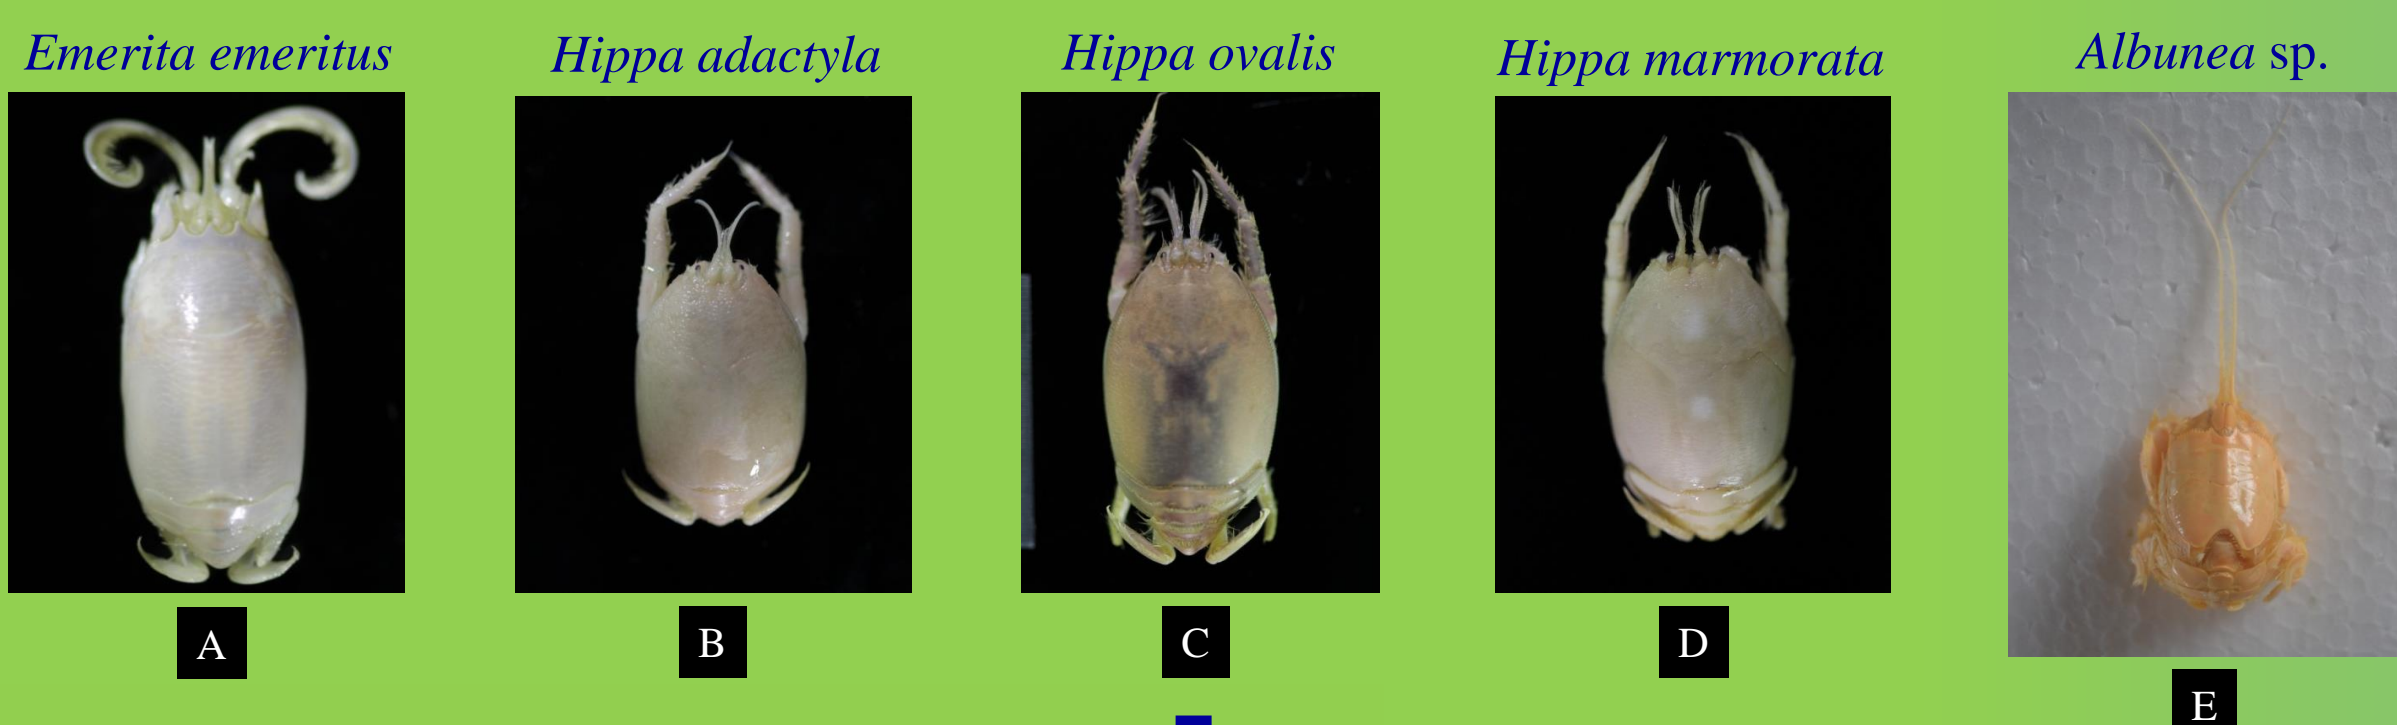 Emerita emeritus
Hippa adactyla
Hippa ovalis
Hippa marmorata
Albunea sp.
A
B
C
D
E